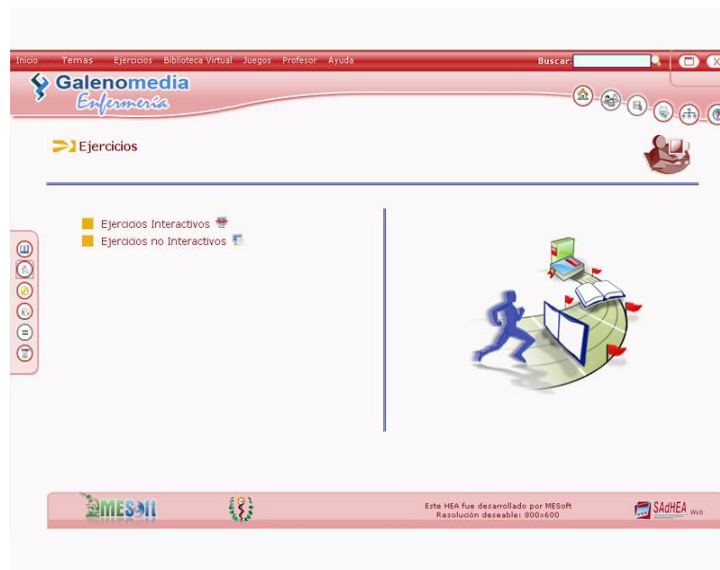 Inicio Temas Ejercicios Biblioteca Virtual Juegos Profesor Ayuda Buscar:
Galenomedia
Enfermería
Ejercicios
Ejercicios Interactivos
Ejercicios no Interactivos
MESoft
Este HEA fue desarrollado por MESoft
Resolución deseable: 800x600
SAdHEA Web